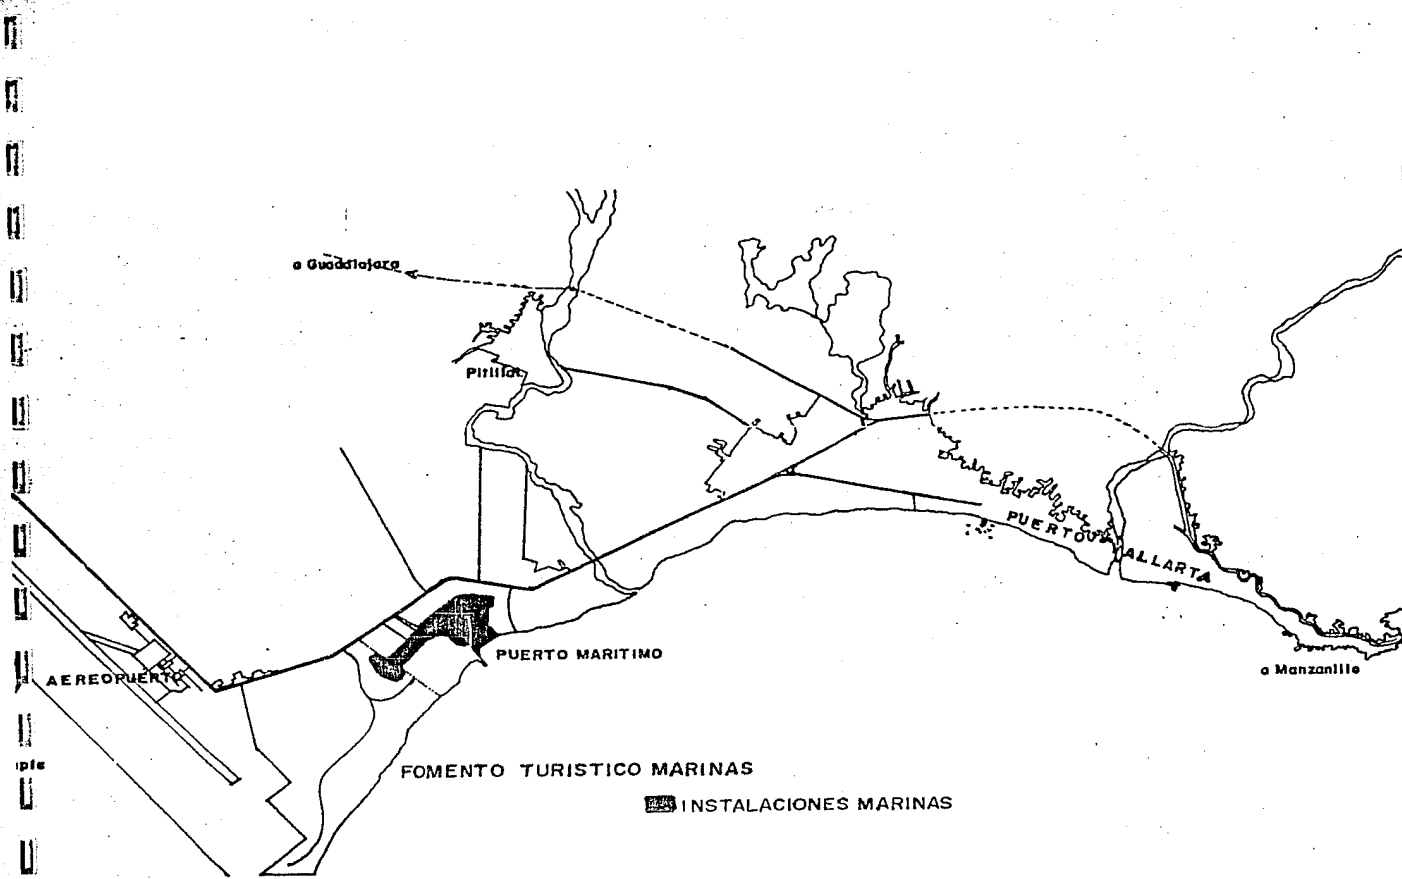 a Guadalajara
Pitillal
PUERTO VALLARTA
PUERTO MARITIMO
AEREOPUERTO
a Manzanillo
FOMENTO TURISTICO MARINAS
INSTALACIONES MARINAS